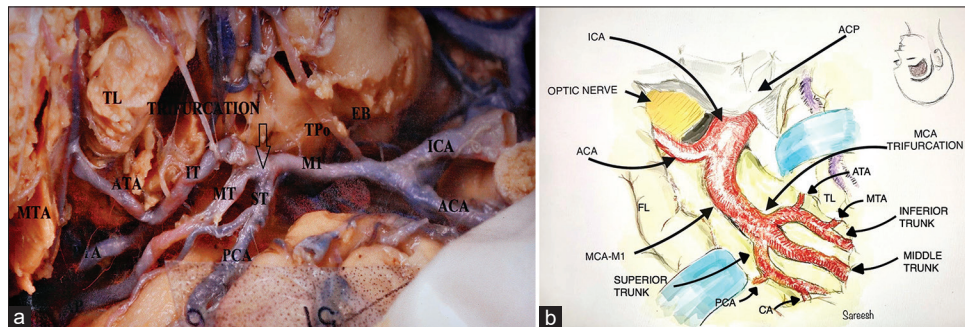 TL
TRIFURCATION
TPo
EB
ICA
ATA
IT
M1
MT
ST
ACA
MTA
PCA
a
ICA
ACP
OPTIC NERVE
MCA
TRIFURCATION
ACA
ATA
TL
MTA
FL
INFERIOR
TRUNK
MCA-M1
MIDDLE
TRUNK
SUPERIOR
TRUNK
PCA
CA
Sareesh
b